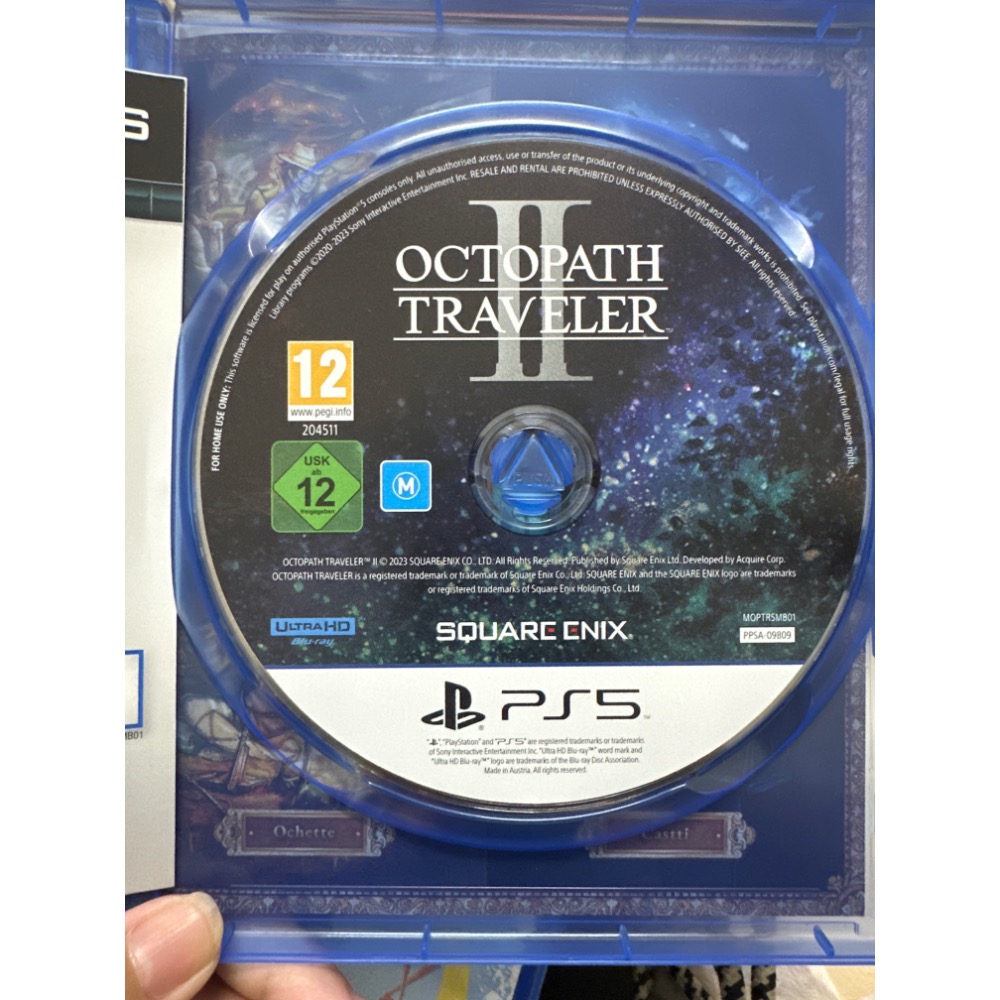 S
FOR HOME USE ONLY: This software is licensed for play on authorised PlayStation®5 consoles only. All unauthorised access, use or transfer of the product or its underlying copyright and trademark works is prohibited. See playstation.com/legal for full usage rights.
Library programs ©2020-2023 Sony Interactive Entertainment Inc. RESALE AND RENTAL ARE PROHIBITED UNLESS EXPRESSLY AUTHORISED BY SIEE. All rights reserved.
II
OCTOPATH
TRAVELER™
12
www.pegi.info
204511
USK
ab
12
freigegeben
M
OCTOPATH TRAVELER™ II © 2023 SQUARE ENIX CO., LTD. All Rights Reserved. Published by Square Enix Ltd. Developed by Acquire Corp.
OCTOPATH TRAVELER is a registered trademark or trademark of Square Enix Co., Ltd. SQUARE ENIX and the SQUARE ENIX logo are trademarks
or registered trademarks of Square Enix Holdings Co., Ltd.
ULTRA HD
Blu-ray™
SQUARE ENIX®
MOPTRSMB01
PPSA-09809
PS5™
"PS", "PlayStation" and "PS5" are registered trademarks or trademarks
of Sony Interactive Entertainment Inc. "Ultra HD Blu-ray™" word mark and
"Ultra HD Blu-ray™" logo are trademarks of the Blu-ray Disc Association.
Made in Austria. All rights reserved.
MB01
Ochette
Castti